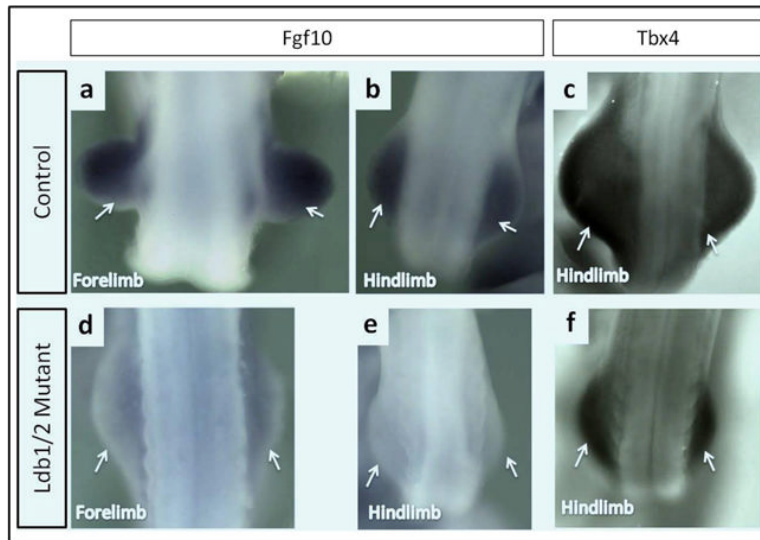 Fgf10
Tbx4
Control
a
b
c
Forelimb
Hindlimb
Hindlimb
Ldb1/2 Mutant
d
e
f
Forelimb
Hindlimb
Hindlimb